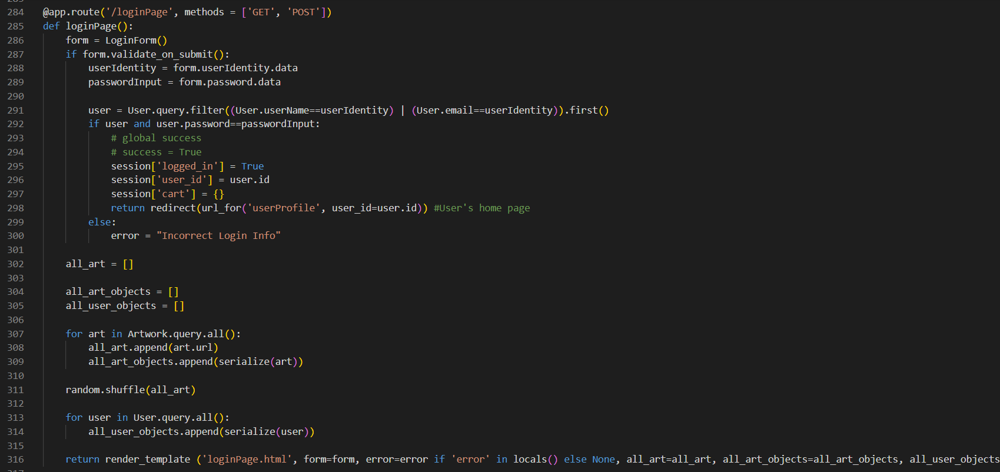 284 @app.route('/loginPage', methods = ['GET', 'POST'])
285 def loginPage():
286     form = LoginForm()
287     if form.validate_on_submit():
288         userIdentity = form.userIdentity.data
289         passwordInput = form.password.data
290
291         user = User.query.filter((User.userName==userIdentity) | (User.email==userIdentity)).first()
292         if user and user.password==passwordInput:
293             # global success
294             # success = True
295             session['logged_in'] = True
296             session['user_id'] = user.id
297             session['cart'] = {}
298             return redirect(url_for('userProfile', user_id=user.id)) #User's home page
299         else:
300             error = "Incorrect Login Info"
301
302     all_art = []
303
304     all_art_objects = []
305     all_user_objects = []
306
307     for art in Artwork.query.all():
308         all_art.append(art.url)
309         all_art_objects.append(serialize(art))
310
311     random.shuffle(all_art)
312
313     for user in User.query.all():
314         all_user_objects.append(serialize(user))
315
316     return render_template ('loginPage.html', form=form, error=error if 'error' in locals() else None, all_art=all_art, all_art_objects=all_art_objects, all_user_objects